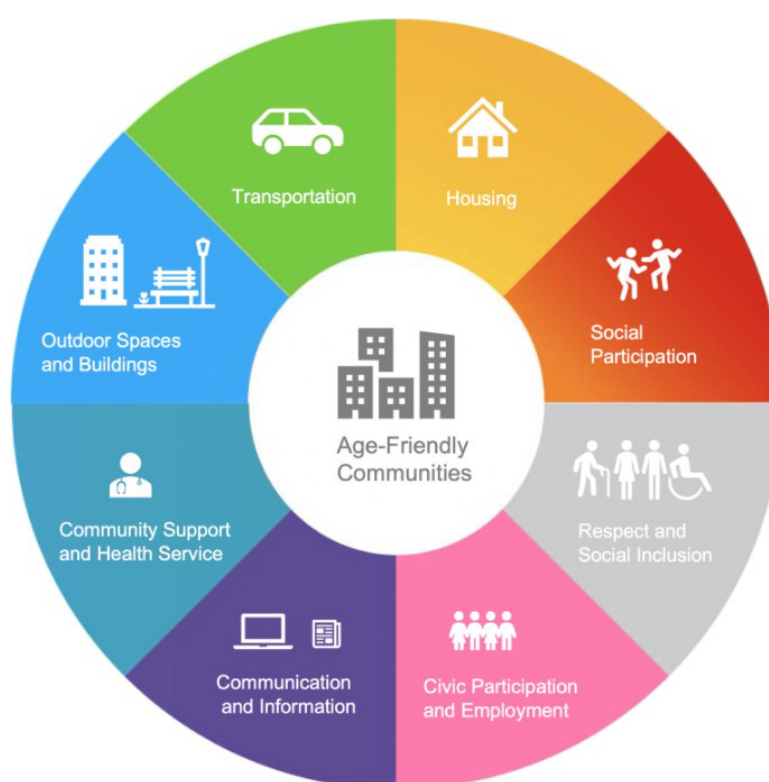 Transportation
Housing
Outdoor Spaces
and Buildings
Social
Participation
Age-Friendly
Communities
Community Support
and Health Service
Respect and
Social Inclusion
Communication
and Information
Civic Participation
and Employment